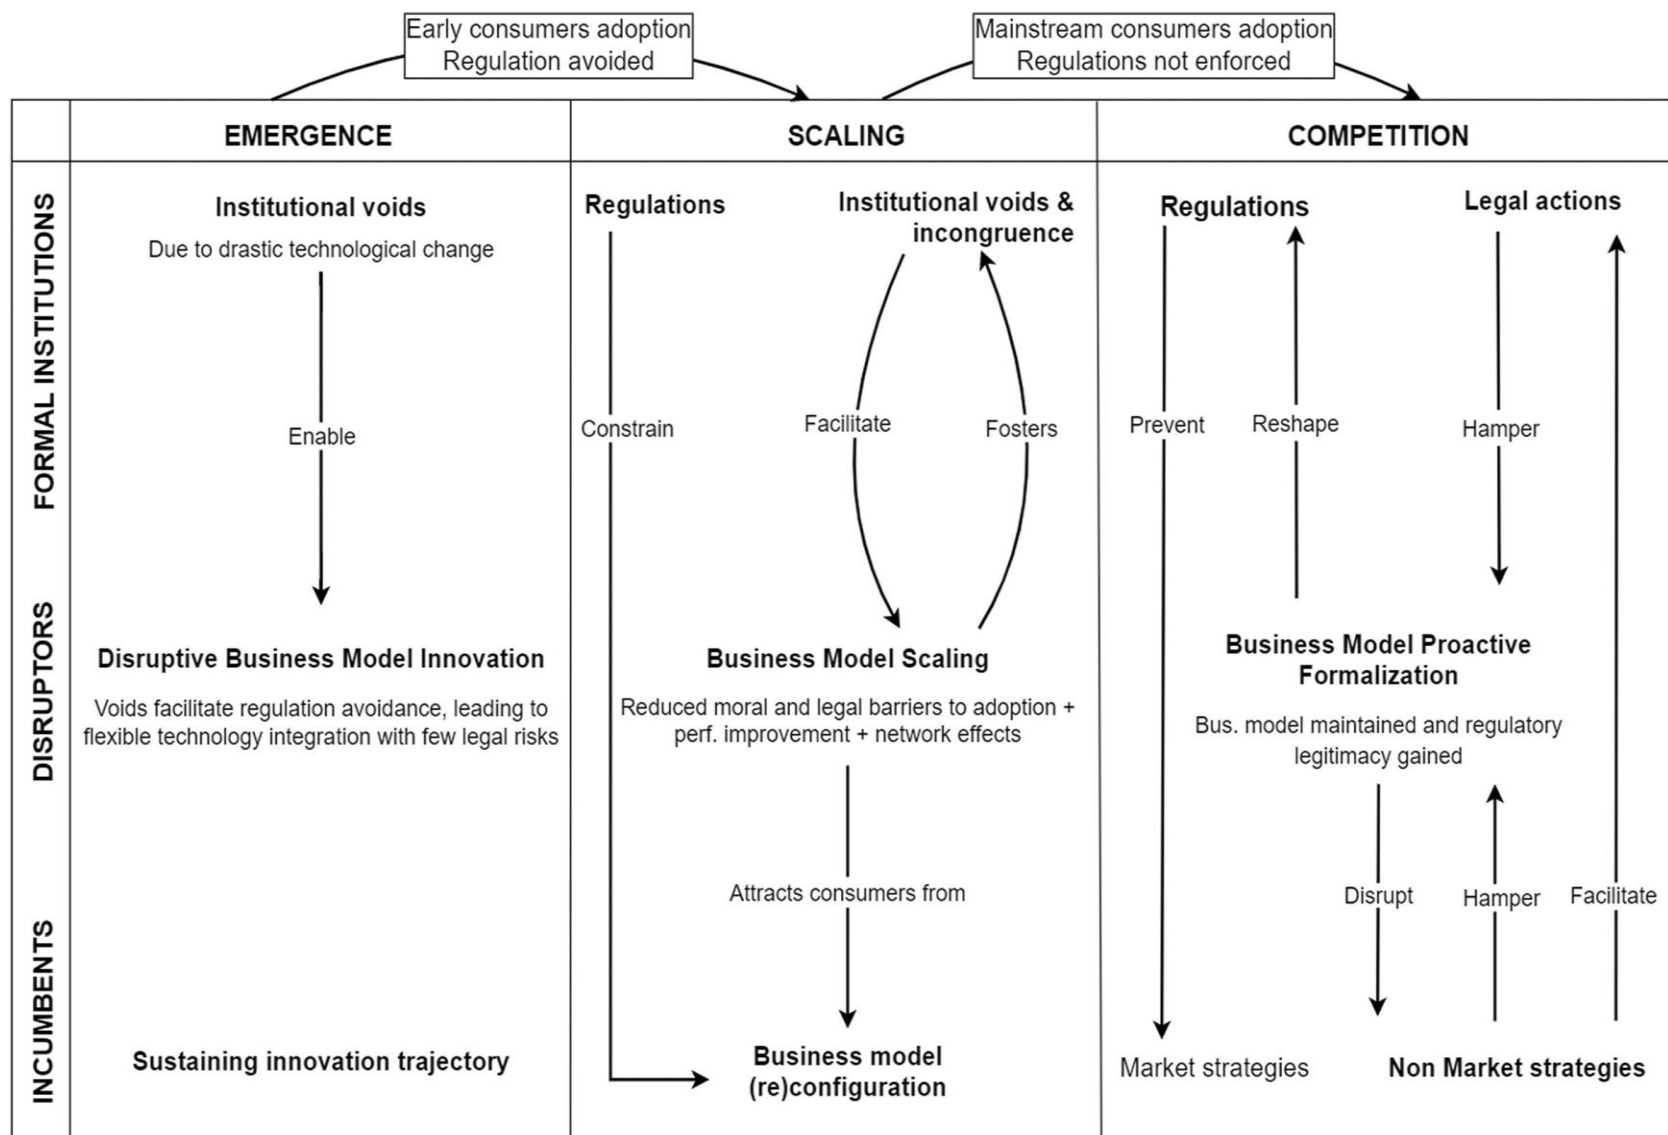 Early consumers adoption
Regulation avoided
Mainstream consumers adoption
Regulations not enforced
EMERGENCE
SCALING
COMPETITION
FORMAL INSTITUTIONS
Institutional voids
Due to drastic technological change
Enable
Regulations
Constrain
Institutional voids &
incongruence
Facilitate
Fosters
Regulations
Legal actions
Prevent
Reshape
Hamper
DISRUPTORS
Disruptive Business Model Innovation
Voids facilitate regulation avoidance, leading to
flexible technology integration with few legal risks
Business Model Scaling
Reduced moral and legal barriers to adoption +
perf. improvement + network effects
Attracts consumers from
Business Model Proactive
Formalization
Bus. model maintained and regulatory
legitimacy gained
Disrupt
Hamper
Facilitate
INCUMBENTS
Sustaining innovation trajectory
Business model
(re)configuration
Market strategies
Non Market strategies